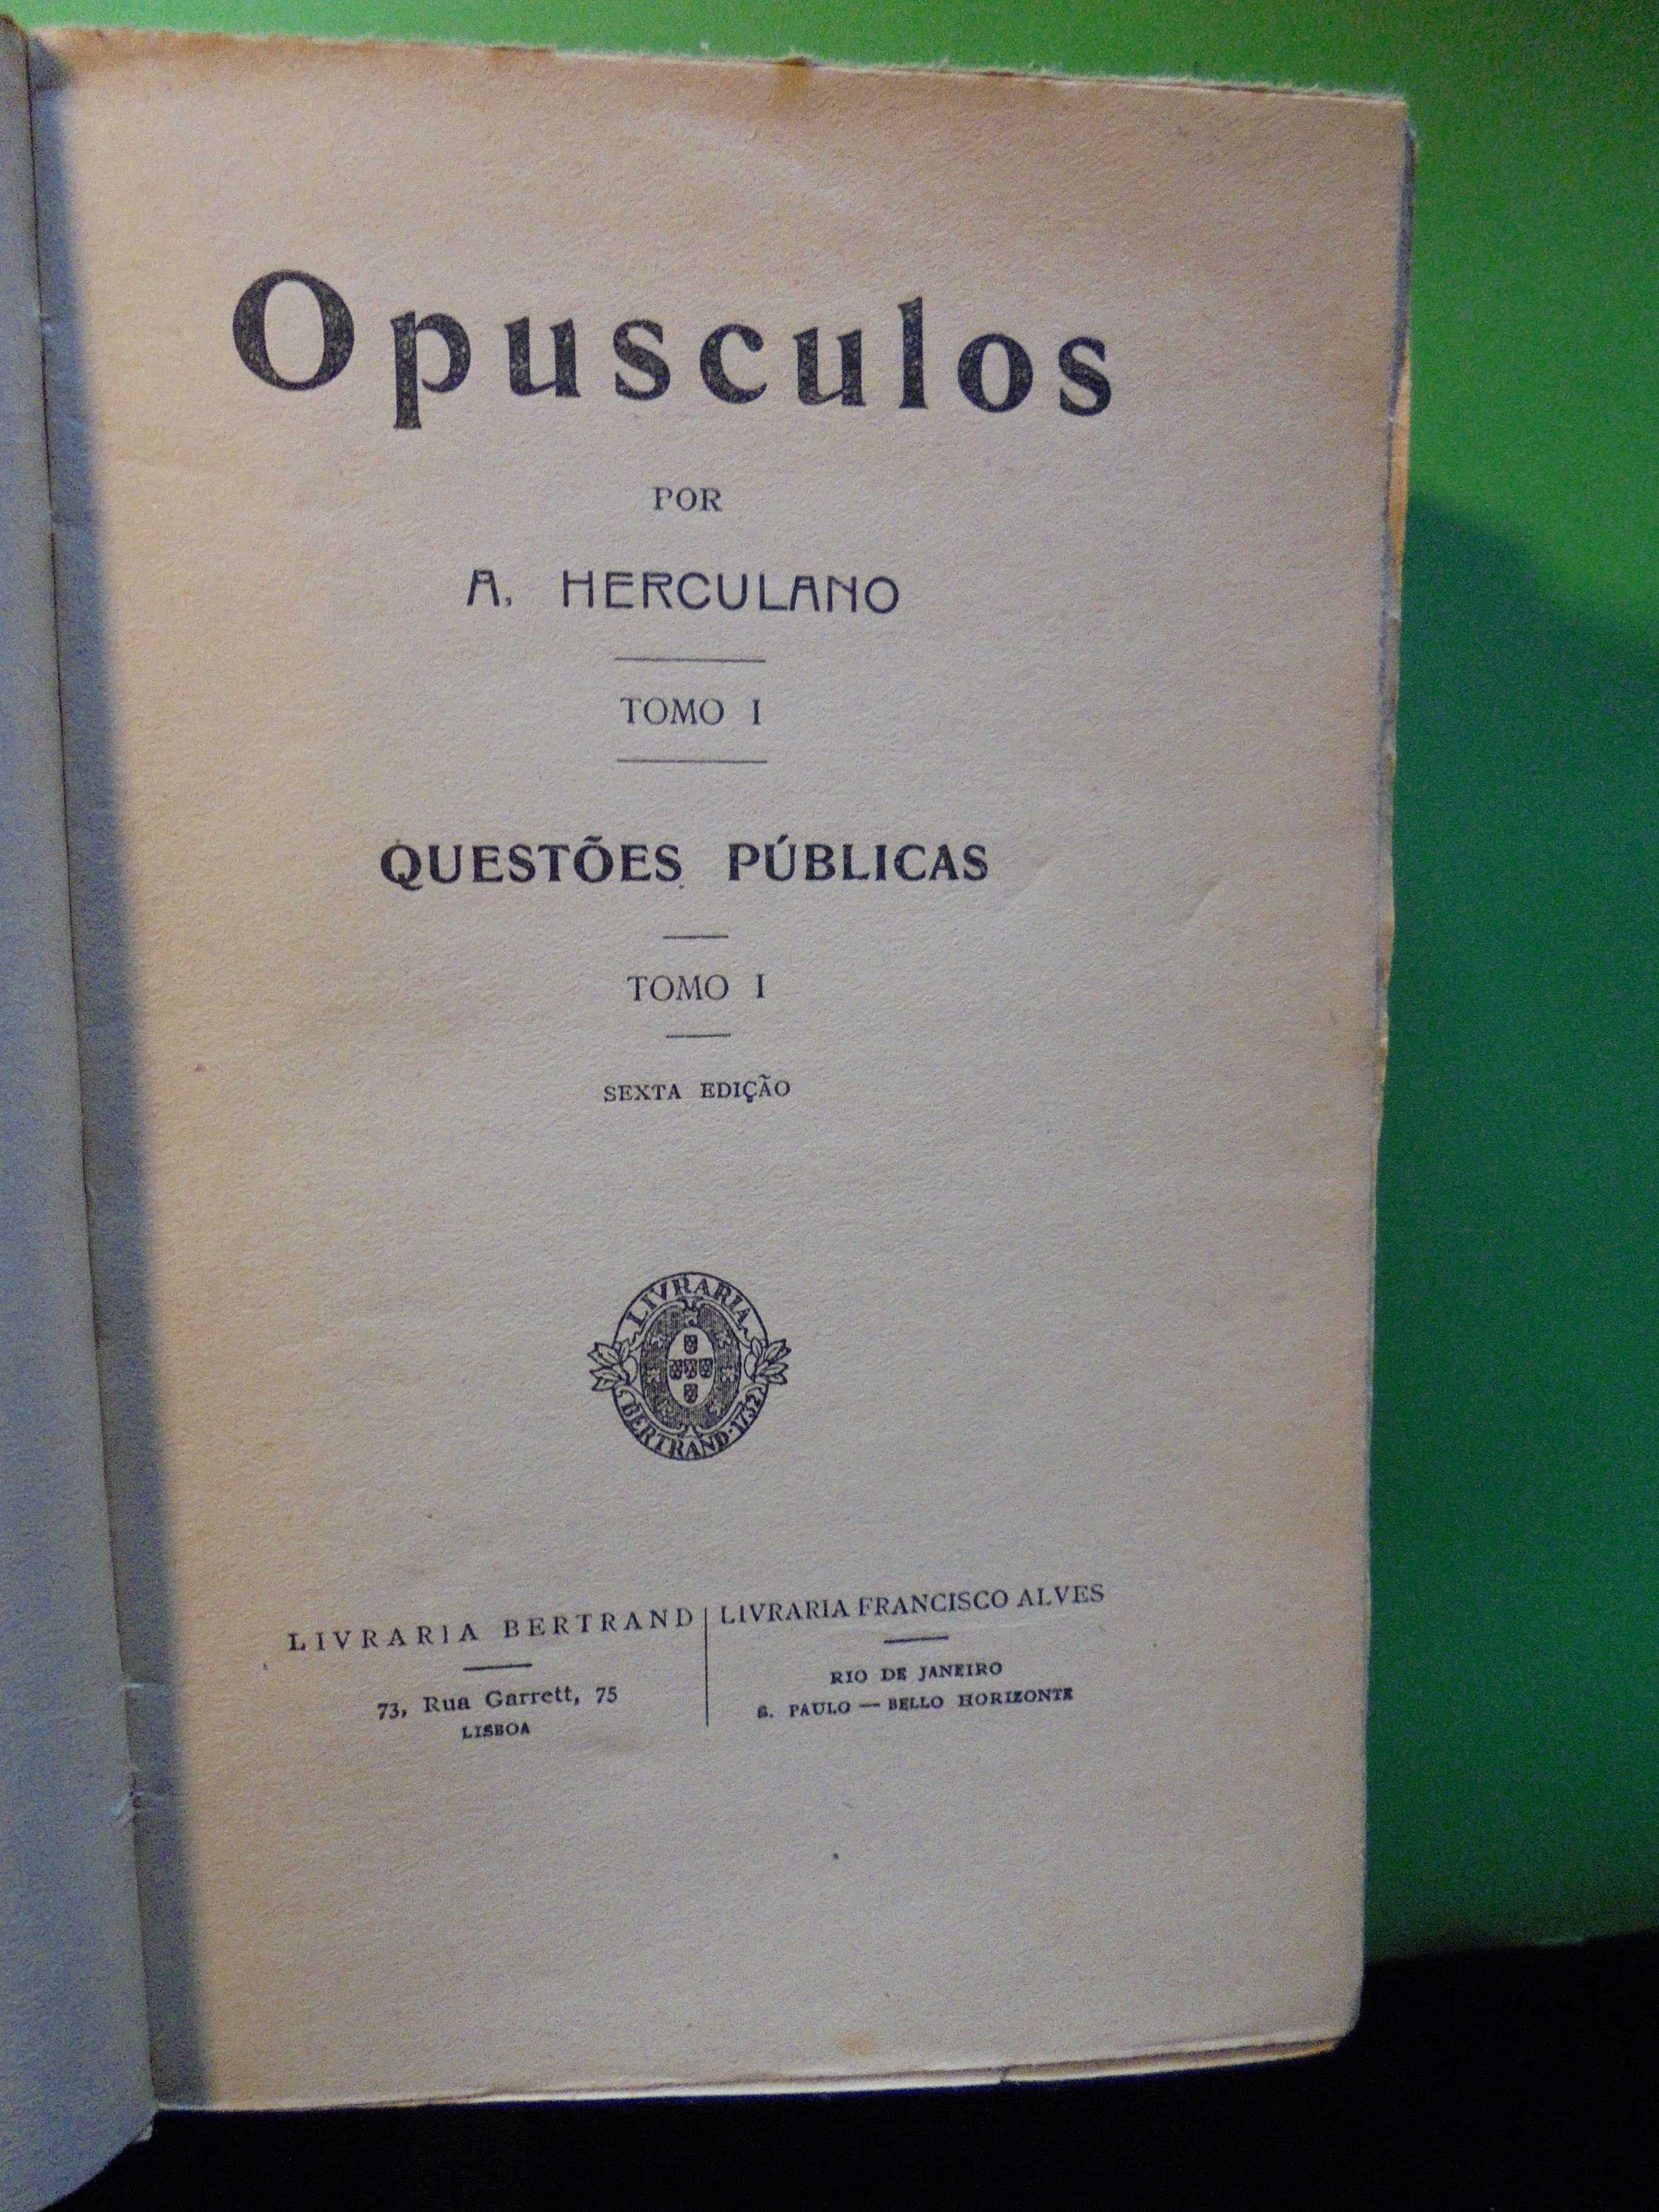 Opusculos
POR
A. HERCULANO
TOMO I
QUESTÕES PÚBLICAS
TOMO I
SEXTA EDIÇÃO
LIVRARIA
BERTRAND·1732
LIVRARIA BERTRAND
73, Rua Garrett, 75
LISBOA
LIVRARIA FRANCISCO ALVES
RIO DE JANEIRO
S. PAULO — BELLO HORIZONTE